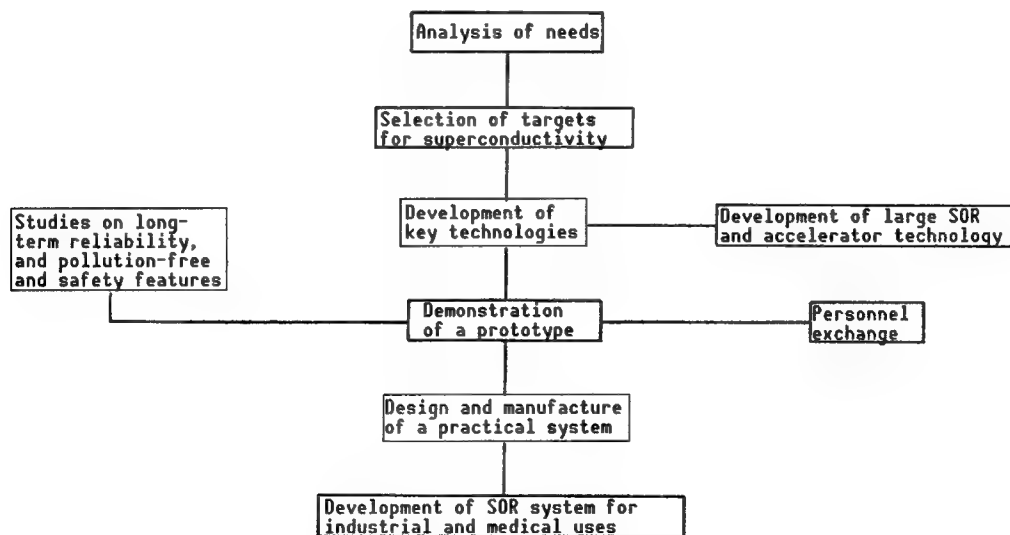 Analysis of needs
Selection of targets
for superconductivity
Studies on long-
term reliability,
and pollution-free
and safety features
Development of
key technologies
Development of large SOR
and accelerator technology
Demonstration
of a prototype
Personnel
exchange
Design and manufacture
of a practical system
Development of SOR system for
industrial and medical uses